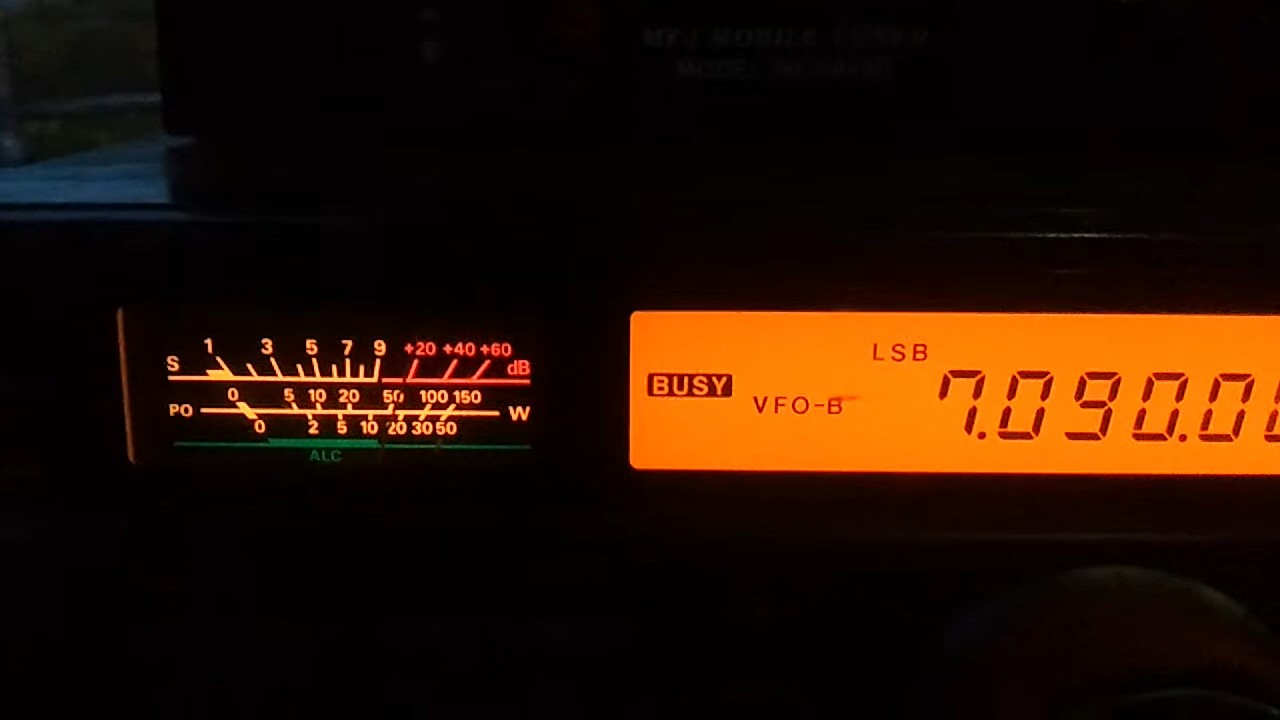 MFJ MOBILE TUNER
MODEL
S 1 3 5 7 9 +20 +40 +60 dB
0 5 10 20 50 100 150
PO W
0 2 5 10 20 30 50
ALC
LSB
BUSY
VFO-B
7.090.0